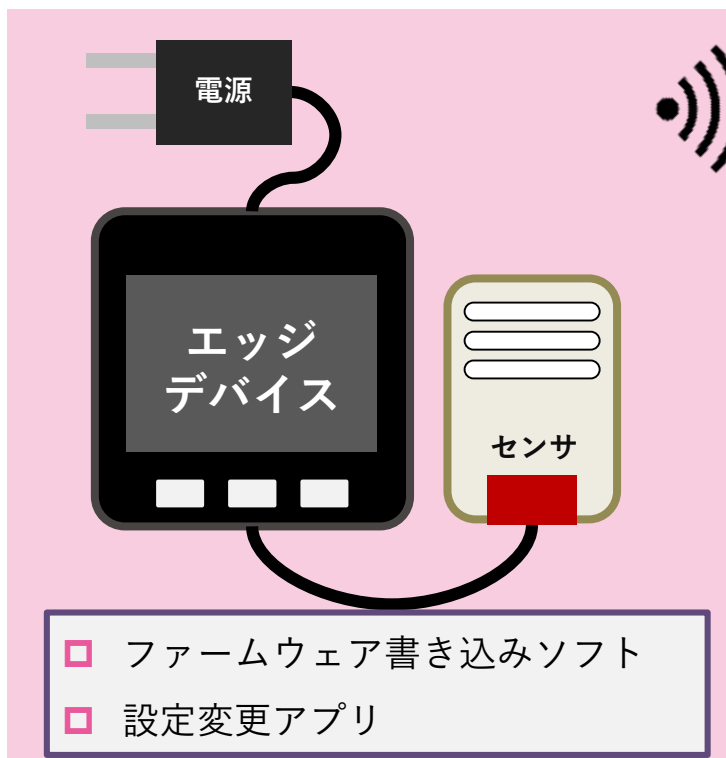 電源
エッジ
デバイス
センサ
ファームウェア書き込みソフト
設定変更アプリ